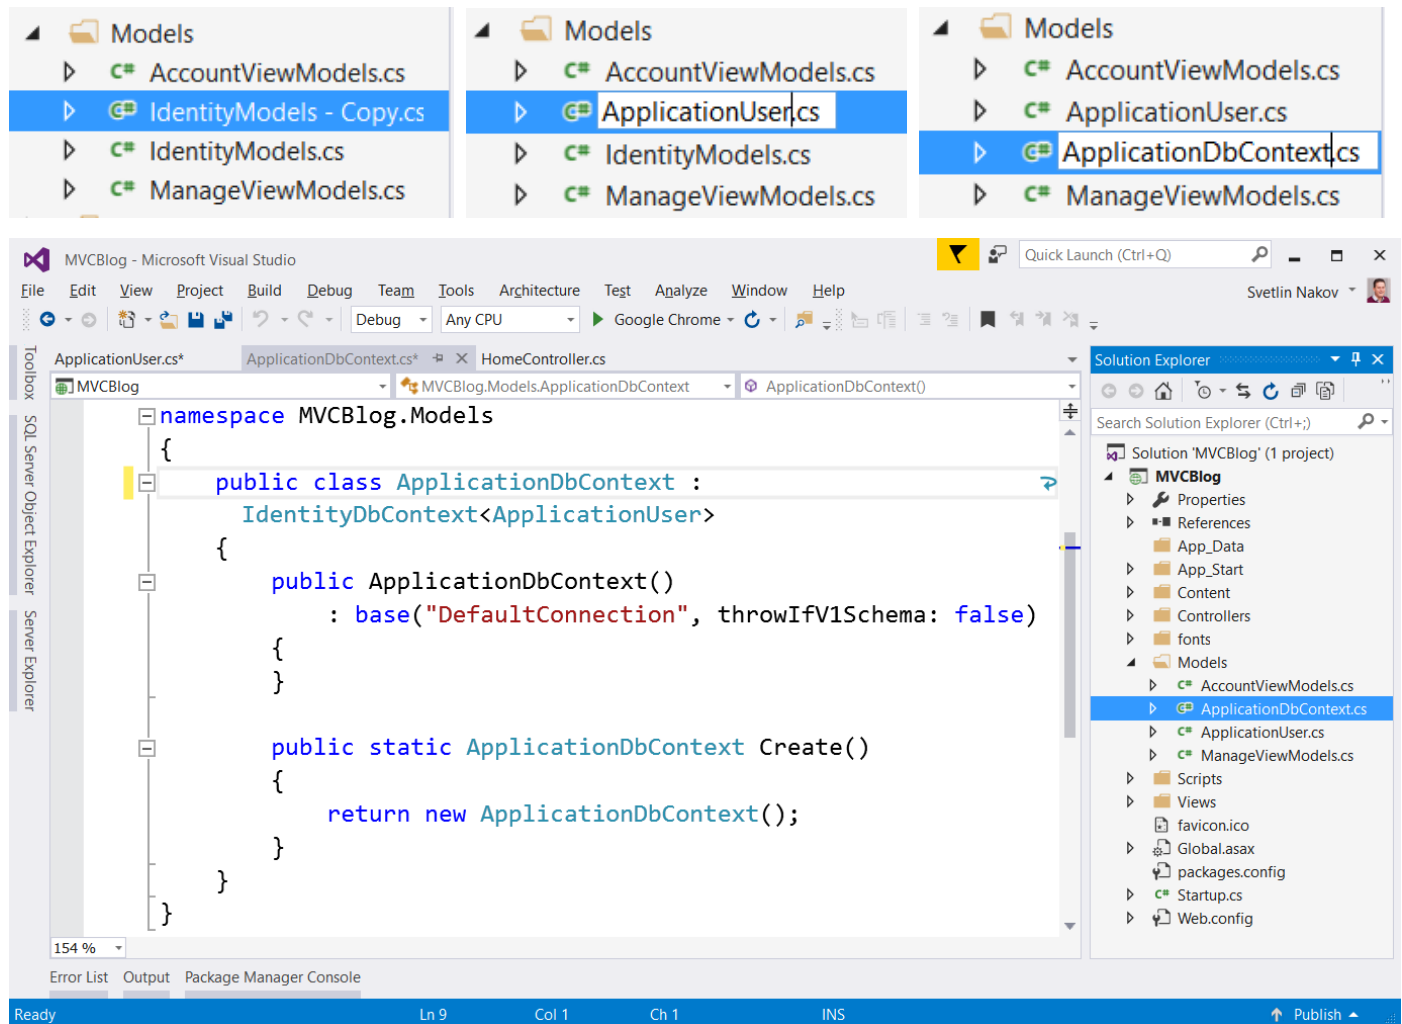 Models
AccountViewModels.cs
IdentityModels - Copy.cs
IdentityModels.cs
ManageViewModels.cs
Models
AccountViewModels.cs
ApplicationUser.cs
IdentityModels.cs
ManageViewModels.cs
Models
AccountViewModels.cs
ApplicationUser.cs
ApplicationDbContext.cs
ManageViewModels.cs
MVCBlog - Microsoft Visual Studio
Quick Launch (Ctrl+Q)
File Edit View Project Build Debug Team Tools Architecture Test Analyze Window Help
Svetlin Nakov
Debug Any CPU Google Chrome
Toolbox
SQL Server Object Explorer
Server Explorer
ApplicationUser.cs* ApplicationDbContext.cs* HomeController.cs
MVCBlog MVCBlog.Models.ApplicationDbContext ApplicationDbContext()
namespace MVCBlog.Models
{
public class ApplicationDbContext :
IdentityDbContext<ApplicationUser>
{
public ApplicationDbContext()
: base("DefaultConnection", throwIfV1Schema: false)
{
}
public static ApplicationDbContext Create()
{
return new ApplicationDbContext();
}
}
}
154 %
Solution Explorer
Search Solution Explorer (Ctrl+;)
Solution 'MVCBlog' (1 project)
MVCBlog
Properties
References
App_Data
App_Start
Content
Controllers
fonts
Models
AccountViewModels.cs
ApplicationDbContext.cs
ApplicationUser.cs
ManageViewModels.cs
Scripts
Views
favicon.ico
Global.asax
packages.config
Startup.cs
Web.config
Error List Output Package Manager Console
Ready Ln 9 Col 1 Ch 1 INS Publish